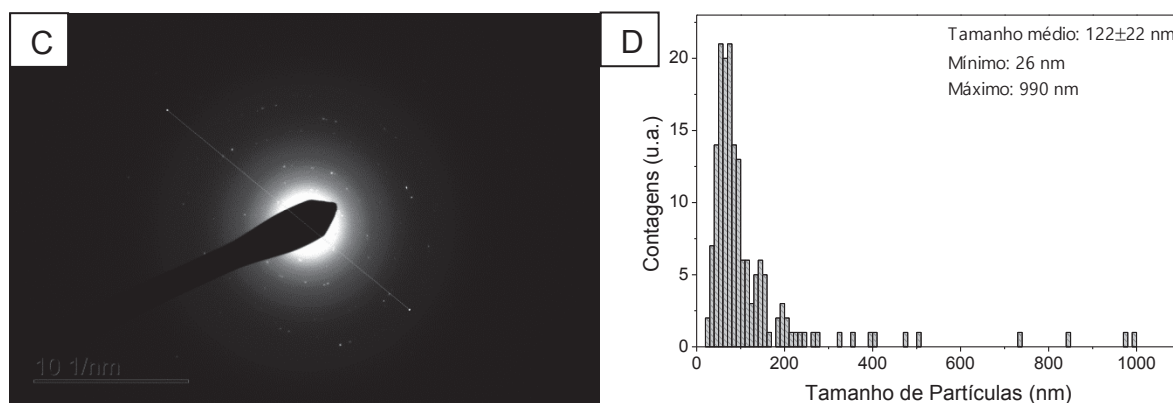 C
10 1/nm
D
Tamanho médio: 122±22 nm
Mínimo: 26 nm
Máximo: 990 nm
Contagens (u.a.)
20
15
10
5
0
0 200 400 600 800 1000
Tamanho de Partículas (nm)